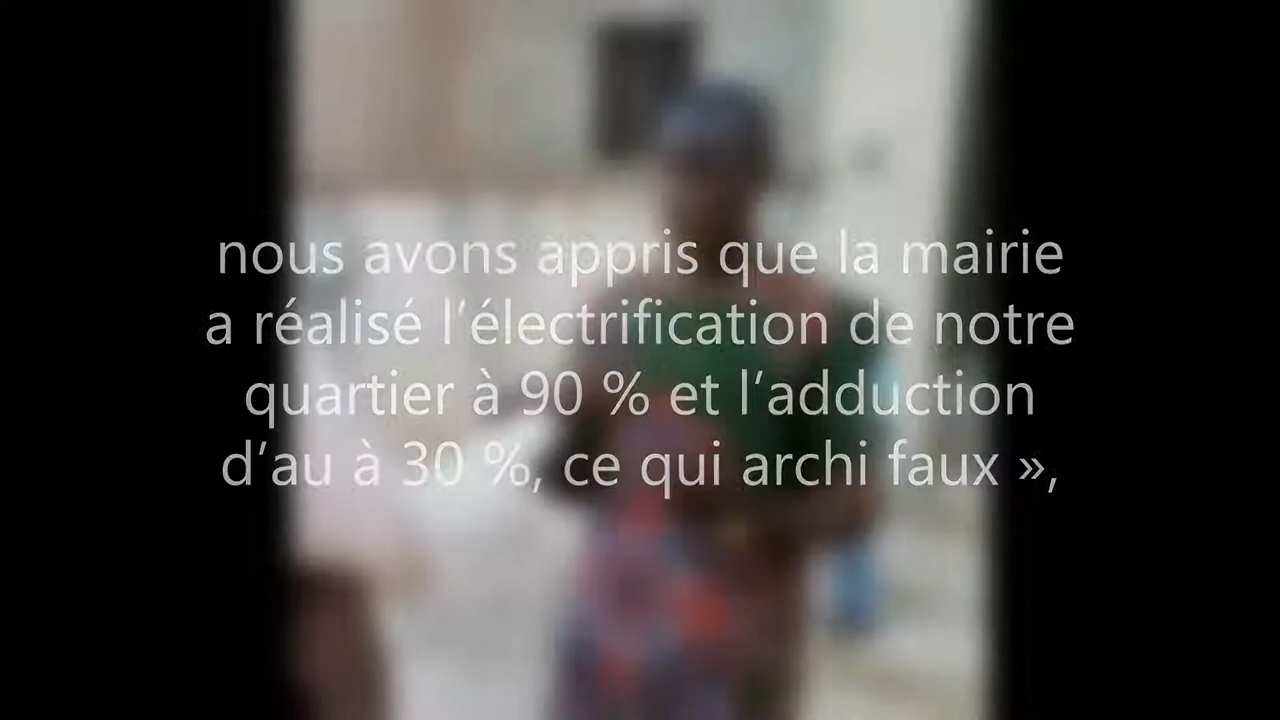 nous avons appris que la mairie
a réalisé l’électrification de notre
quartier à 90 % et l’adduction
d’au à 30 %, ce qui archi faux »,